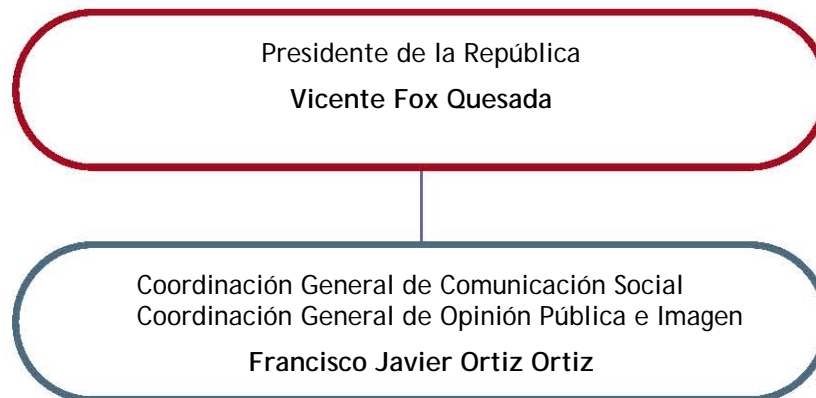 Presidente de la República
Vicente Fox Quesada
Coordinación General de Comunicación Social
Coordinación General de Opinión Pública e Imagen
Francisco Javier Ortiz Ortiz